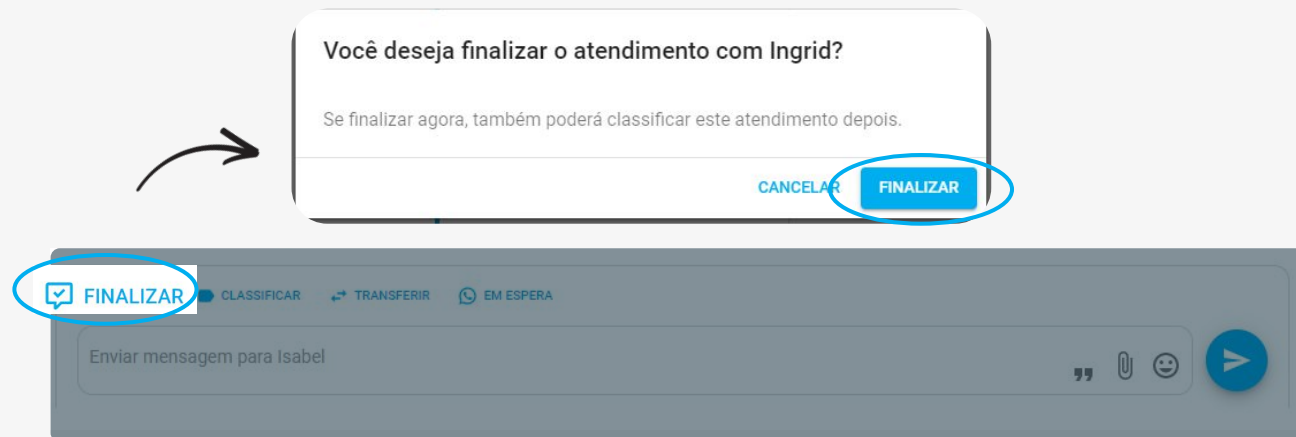 Você deseja finalizar o atendimento com Ingrid?
Se finalizar agora, também poderá classificar este atendimento depois.
CANCELAR FINALIZAR
FINALIZAR CLASSIFICAR TRANSFERIR EM ESPERA
Enviar mensagem para Isabel